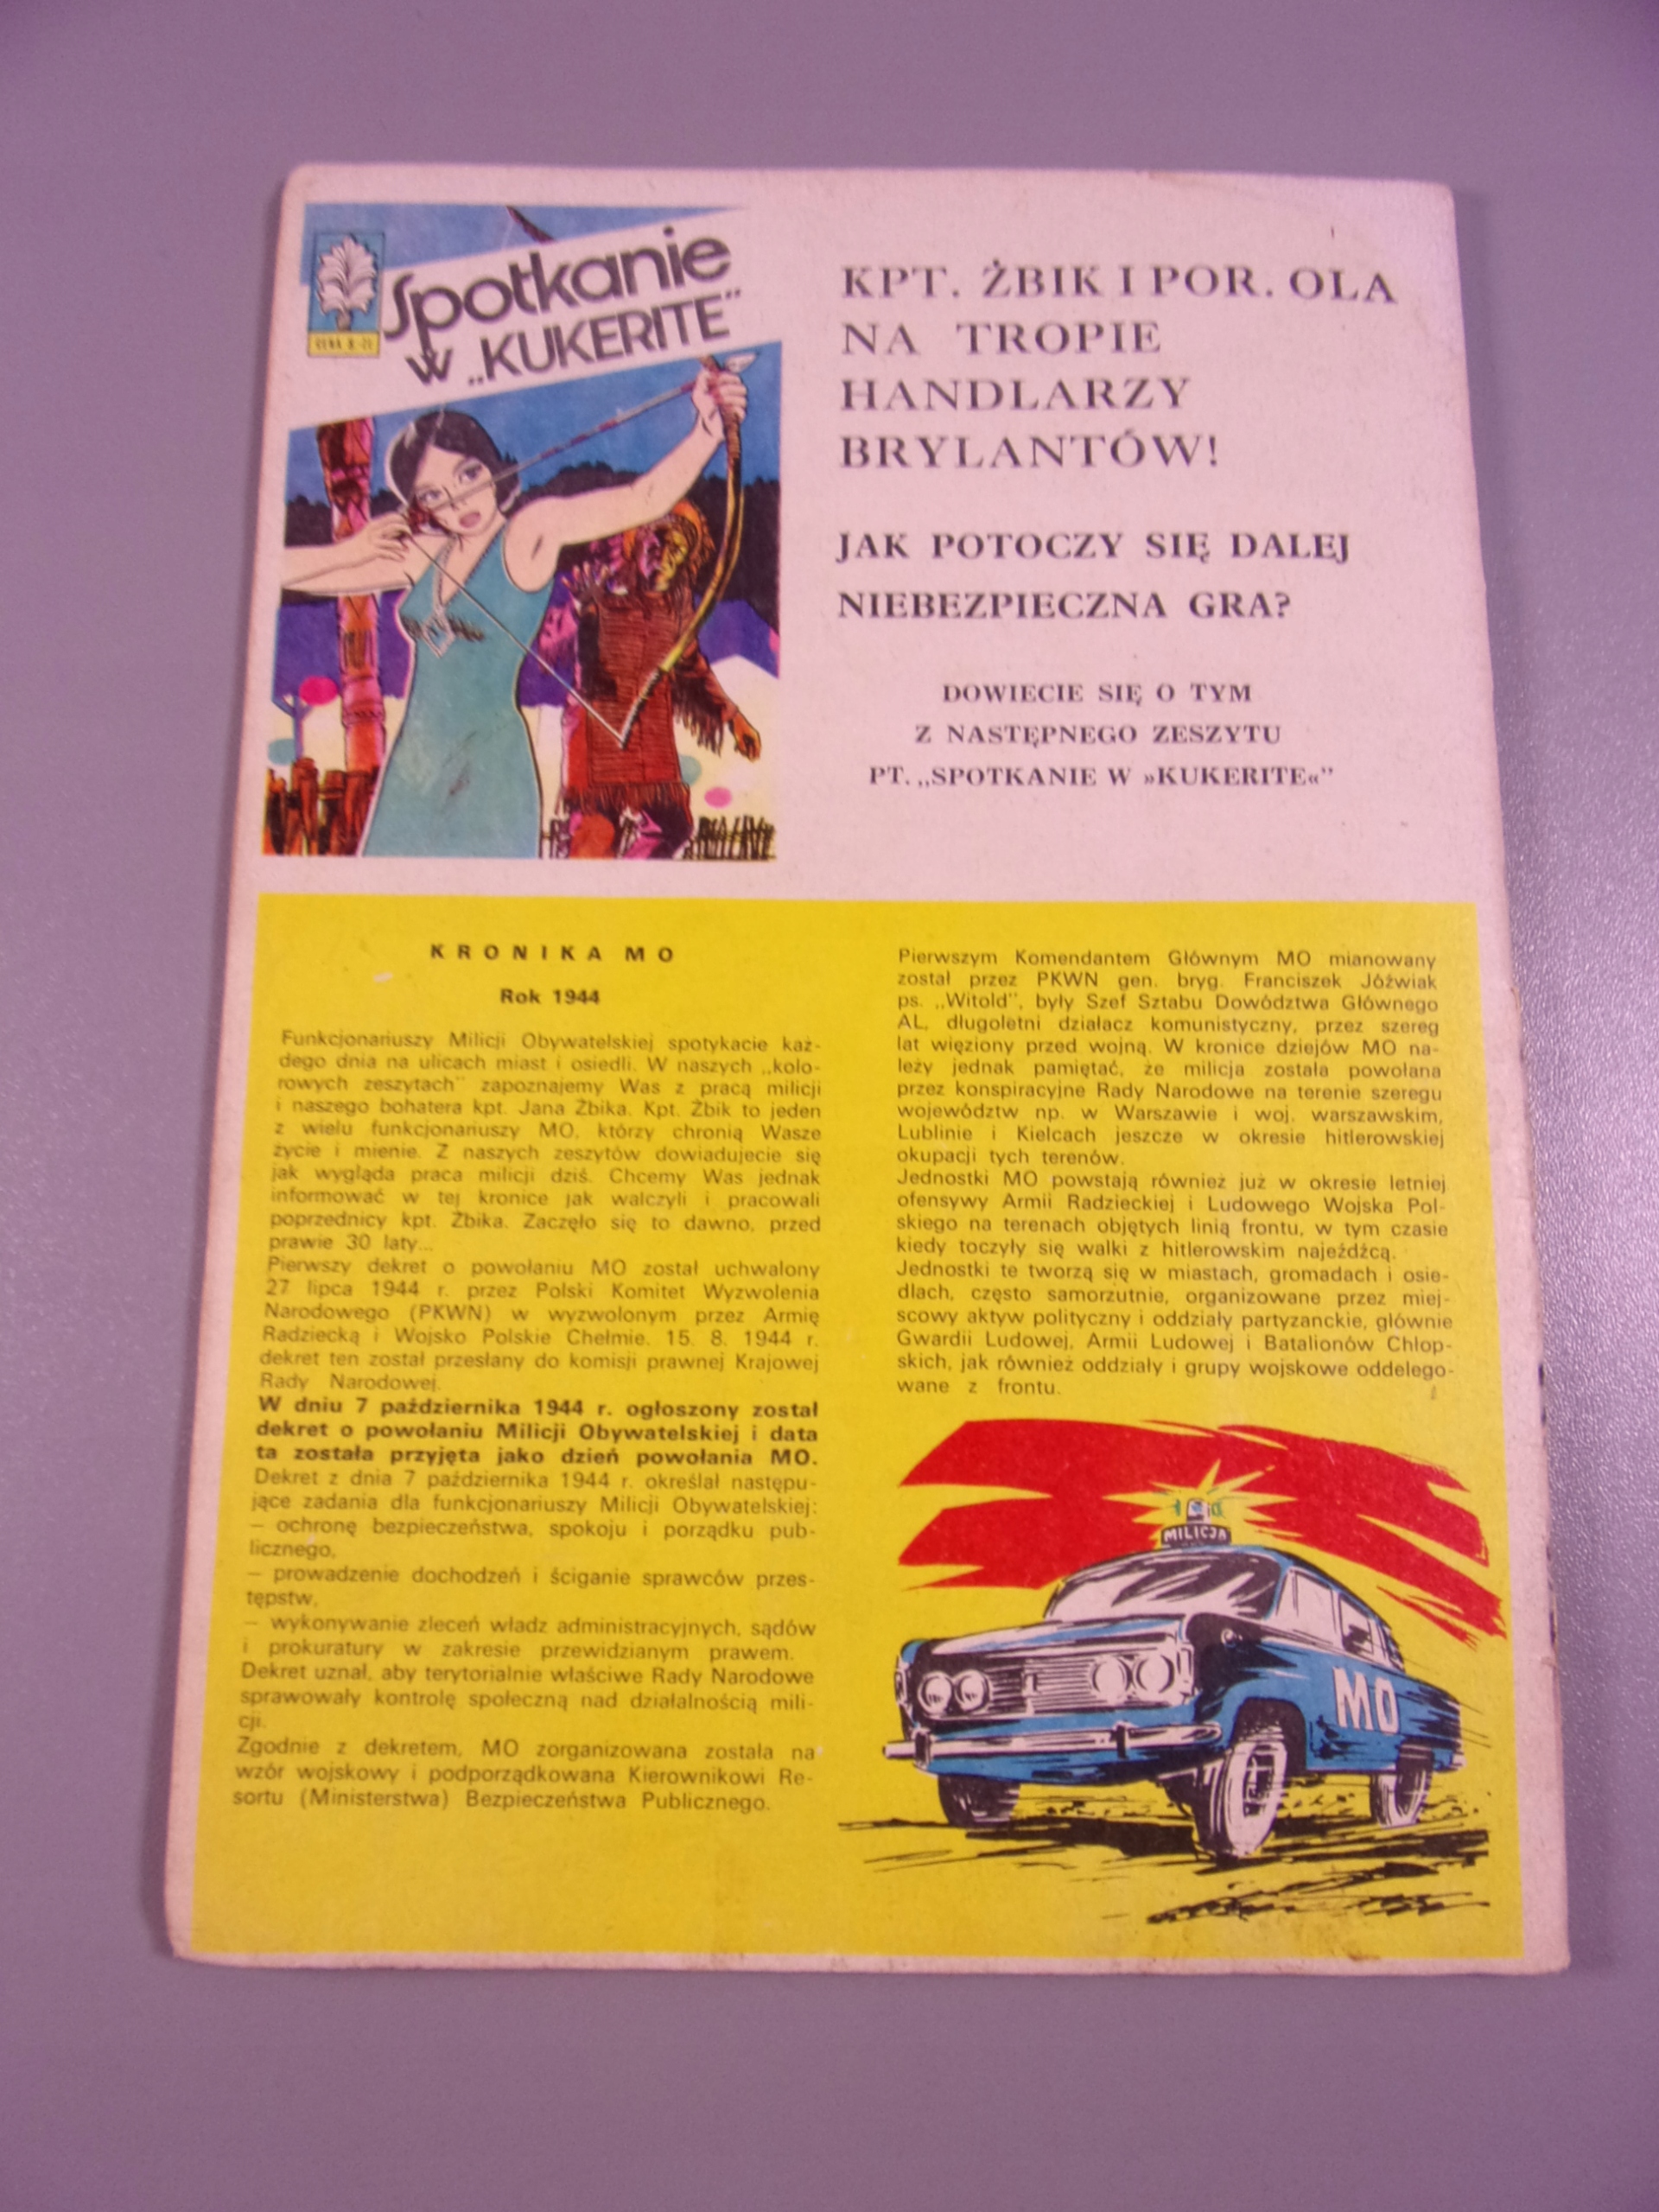 Spotkanie
w „KUKERITE”
CENA 8.- ZŁ
KPT. ŻBIK I POR. OLA
NA TROPIE
HANDLARZY
BRYLANTÓW!
JAK POTOCZY SIĘ DALEJ
NIEBEZPIECZNA GRA?
DOWIECIE SIĘ O TYM
Z NASTĘPNEGO ZESZYTU
PT. „SPOTKANIE W »KUKERITE«”
KRONIKA MO
Rok 1944
Funkcjonariuszy Milicji Obywatelskiej spotykacie każ-
dego dnia na ulicach miast i osiedli. W naszych „kolo-
rowych zeszytach” zapoznajemy Was z pracą milicji
i naszego bohatera kpt. Jana Żbika. Kpt. Żbik to jeden
z wielu funkcjonariuszy MO, którzy chronią Wasze
życie i mienie. Z naszych zeszytów dowiadujecie się
jak wygląda praca milicji dziś. Chcemy Was jednak
informować w tej kronice jak walczyli i pracowali
poprzednicy kpt. Żbika. Zaczęło się to dawno, przed
prawie 30 laty...
Pierwszy dekret o powołaniu MO został uchwalony
27 lipca 1944 r. przez Polski Komitet Wyzwolenia
Narodowego (PKWN) w wyzwolonym przez Armię
Radziecką i Wojsko Polskie Chełmie. 15. 8. 1944 r.
dekret ten został przesłany do komisji prawnej Krajowej
Rady Narodowej.
W dniu 7 października 1944 r. ogłoszony został
dekret o powołaniu Milicji Obywatelskiej i data
ta została przyjęta jako dzień powołania MO.
Dekret z dnia 7 października 1944 r. określał następu-
jące zadania dla funkcjonariuszy Milicji Obywatelskiej:
— ochronę bezpieczeństwa, spokoju i porządku pub-
licznego,
— prowadzenie dochodzeń i ściganie sprawców przes-
tępstw,
— wykonywanie zleceń władz administracyjnych, sądów
i prokuratury w zakresie przewidzianym prawem.
Dekret uznał, aby terytorialnie właściwe Rady Narodowe
sprawowały kontrolę społeczną nad działalnością mili-
cji.
Zgodnie z dekretem, MO zorganizowana została na
wzór wojskowy i podporządkowana Kierownikowi Re-
sortu (Ministerstwa) Bezpieczeństwa Publicznego.
Pierwszym Komendantem Głównym MO mianowany
został przez PKWN gen. bryg. Franciszek Jóźwiak
ps. „Witold”, były Szef Sztabu Dowództwa Głównego
AL, długoletni działacz komunistyczny, przez szereg
lat więziony przed wojną. W kronice dziejów MO na-
leży jednak pamiętać, że milicja została powołana
przez konspiracyjne Rady Narodowe na terenie szeregu
województw np. w Warszawie i woj. warszawskim,
Lublinie i Kielcach jeszcze w okresie hitlerowskiej
okupacji tych terenów.
Jednostki MO powstają również już w okresie letniej
ofensywy Armii Radzieckiej i Ludowego Wojska Pol-
skiego na terenach objętych linią frontu, w tym czasie
kiedy toczyły się walki z hitlerowskim najeźdźcą.
Jednostki te tworzą się w miastach, gromadach i osie-
dlach, często samorzutnie, organizowane przez miej-
scowy aktyw polityczny i oddziały partyzanckie, głównie
Gwardii Ludowej, Armii Ludowej i Batalionów Chłop-
skich, jak również oddziały i grupy wojskowe oddelego-
wane z frontu.
MILICJA
MO